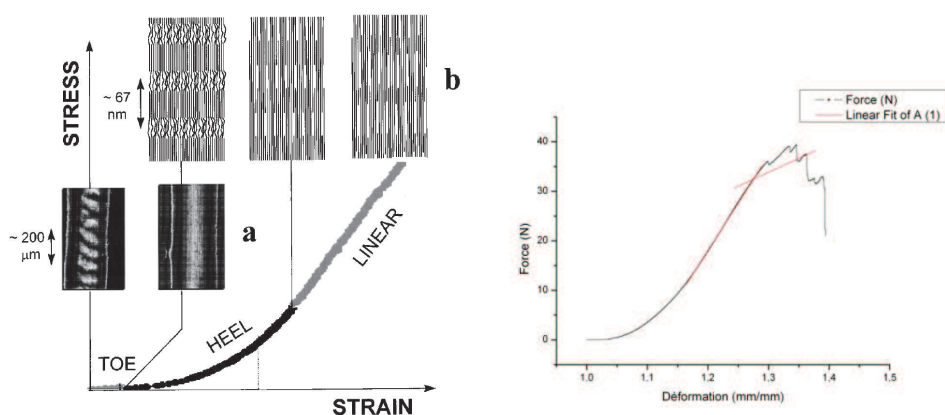 STRESS
~ 67
nm
b
~ 200
µm
a
TOE
HEEL
LINEAR
STRAIN
Force (N)
Linear Fit of A (1)
Force (N)
40
30
20
10
0
1,0
1,1
1,2
1,3
1,4
1,5
Déformation (mm/mm)